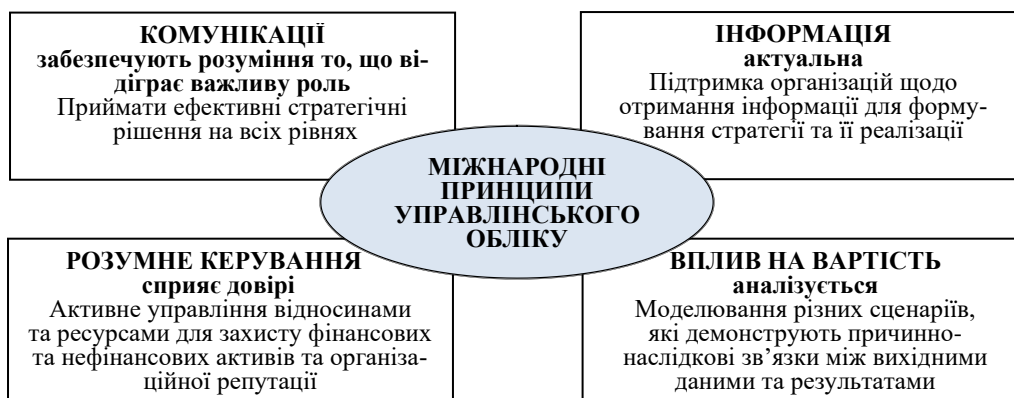 КОМУНІКАЦІЇ
забезпечують розуміння то, що ві-
діграє важливу роль
Приймати ефективні стратегічні
рішення на всіх рівнях
ІНФОРМАЦІЯ
актуальна
Підтримка організацій щодо
отримання інформації для форму-
вання стратегії та її реалізації
МІЖНАРОДНІ
ПРИНЦИПИ
УПРАВЛІНСЬКОГО
ОБЛІКУ
РОЗУМНЕ КЕРУВАННЯ
сприяє довірі
Активне управління відносинами
та ресурсами для захисту фінансових
та нефінансових активів та організа-
ційної репутації
ВПЛИВ НА ВАРТІСТЬ
аналізується
Моделювання різних сценаріїв,
які демонструють причинно-
наслідкові зв’язки між вихідними
даними та результатами